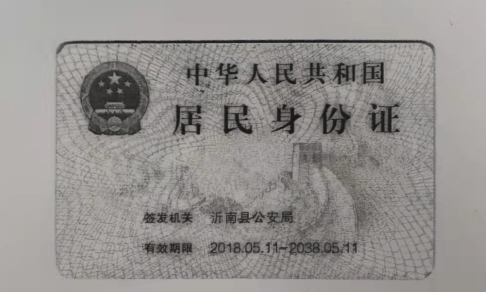 中华人民共和国
居民身份证
签发机关 沂南县公安局
有效期限 2018.05.11-2038.05.11